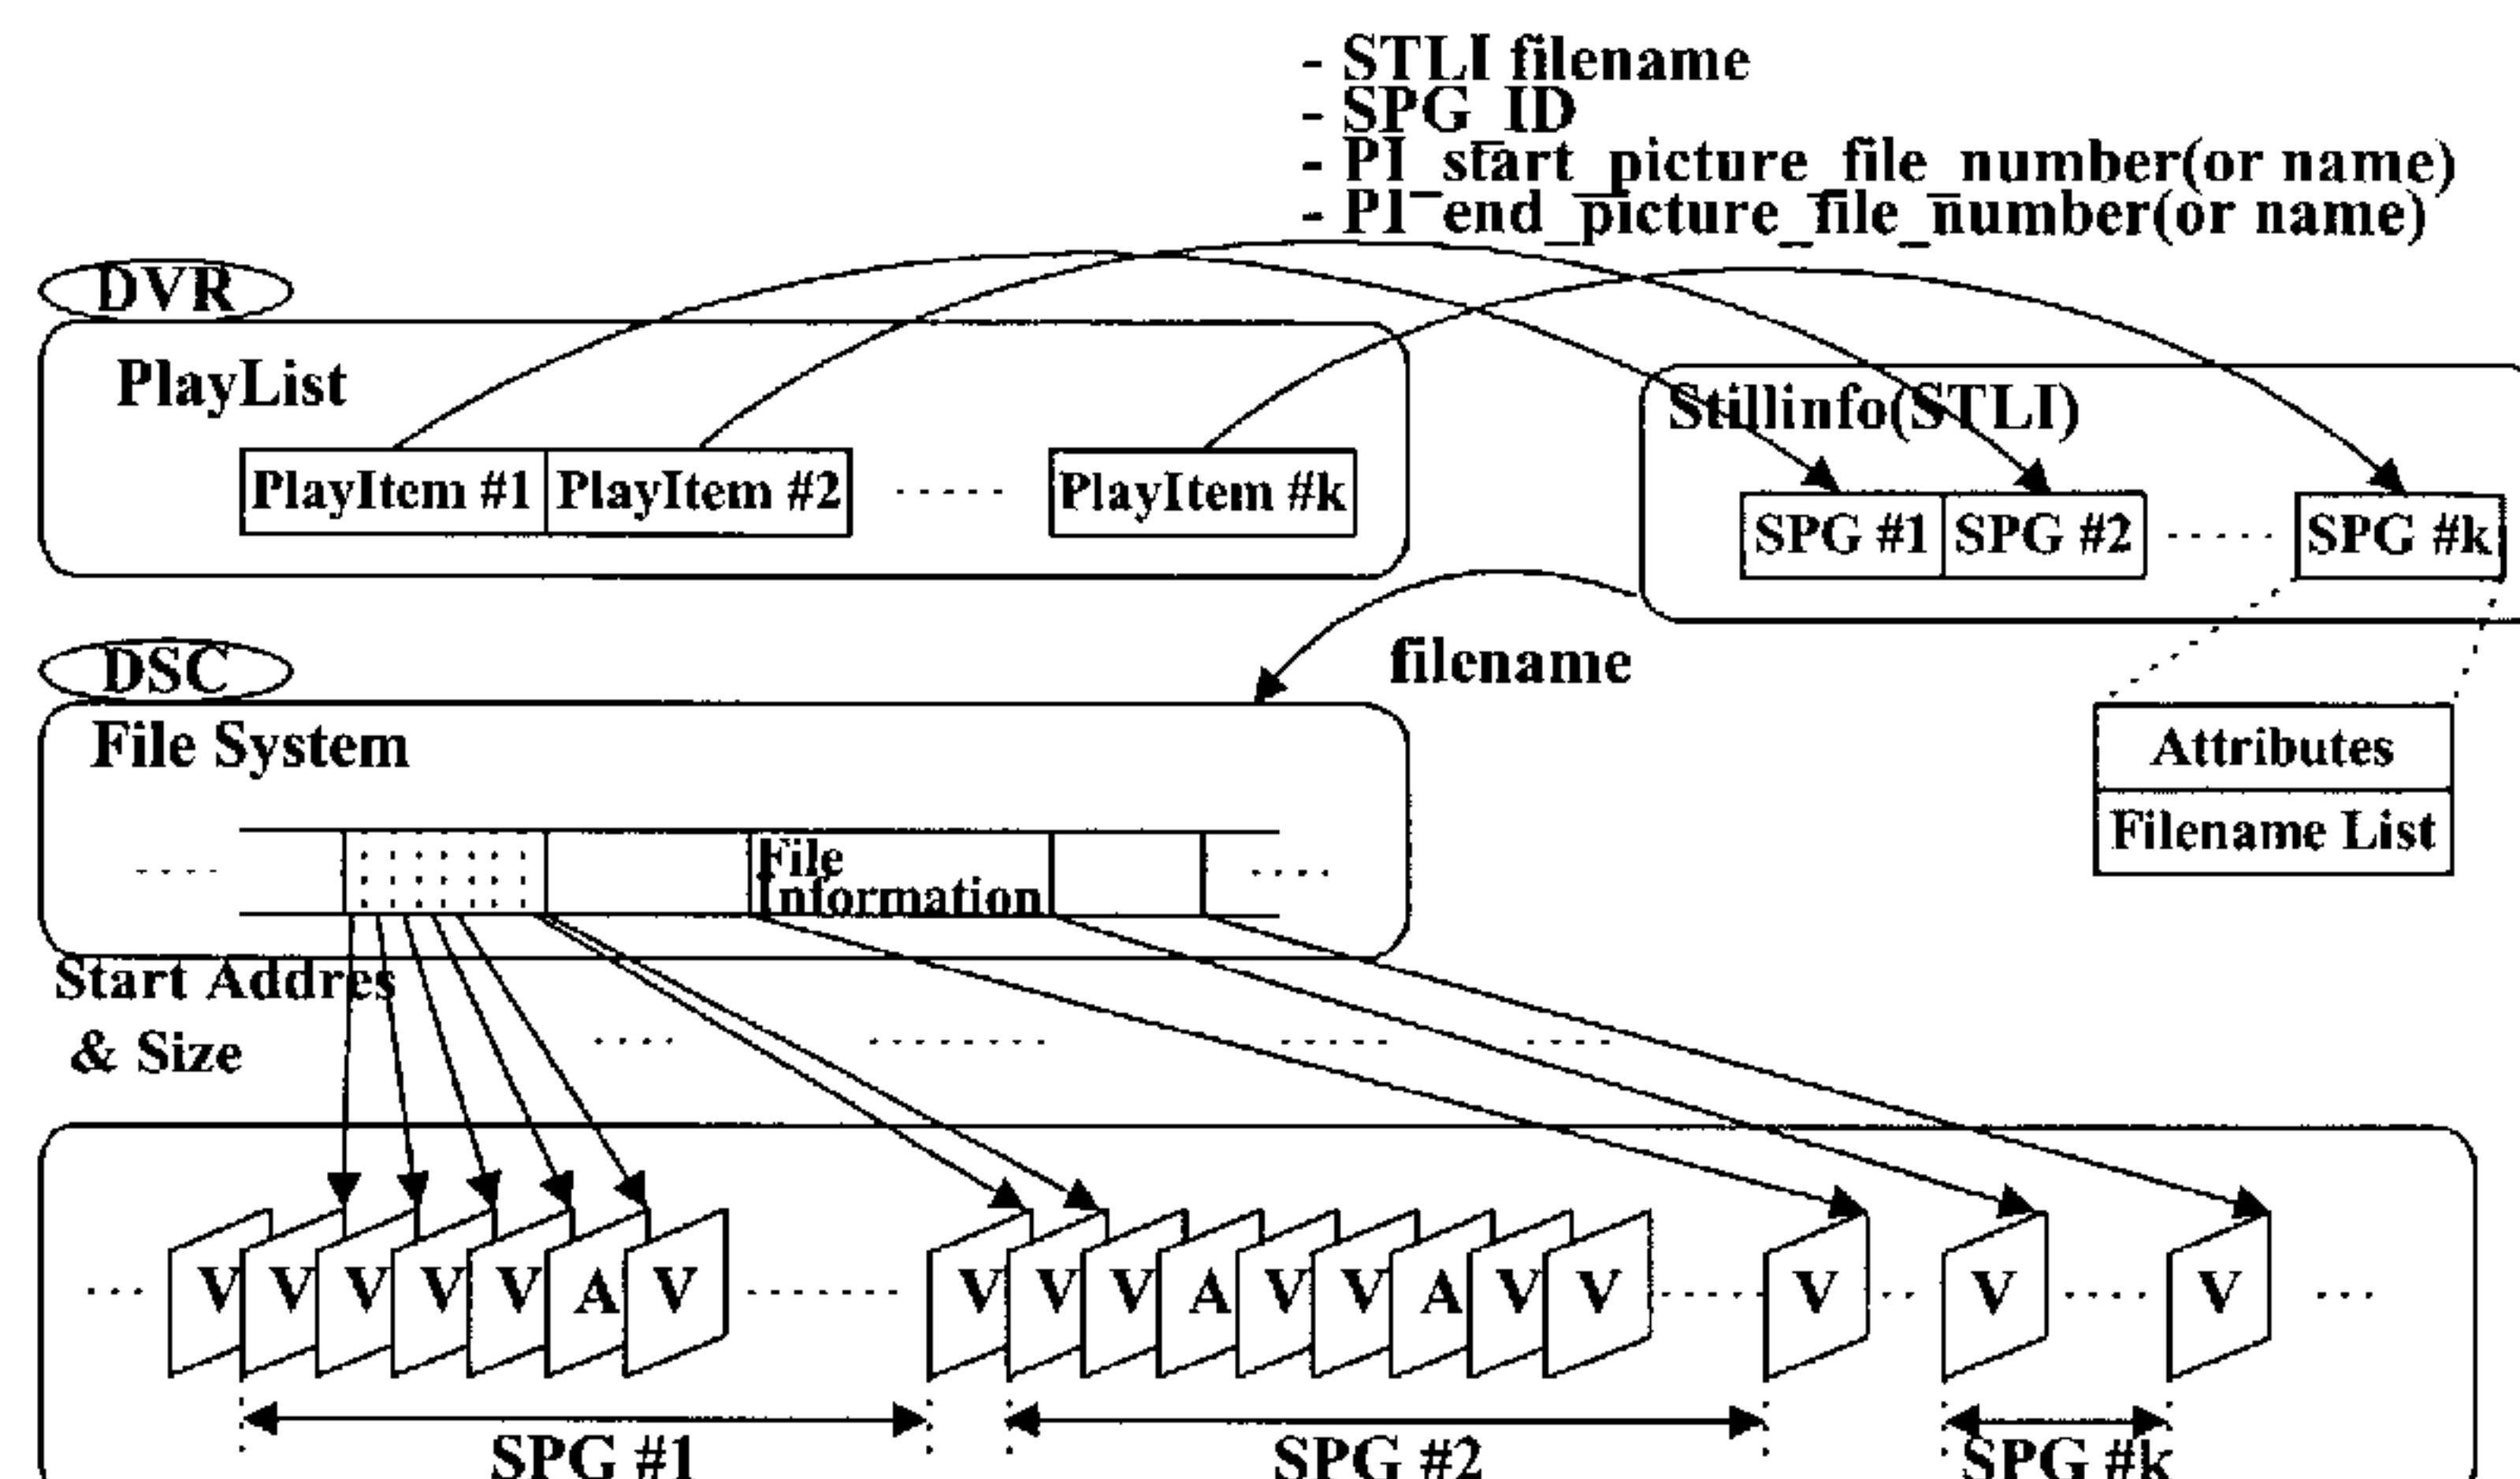 - STLI filename
- SPG_ID
- PI_start_picture_file_number(or name)
- PI_end_picture_file_number(or name)
DVR
PlayList
Stillinfo(STLI)
PlayItem #1 PlayItem #2 ..... PlayItem #k
SPG #1 SPG #2 ...... SPG #k
filename
DSC
File System
Attributes
Filename List
File
Information
Start Addres
& Size
V V V V V A V V V V A V V A V V V V V
SPG #1 SPG #2 SPG #k